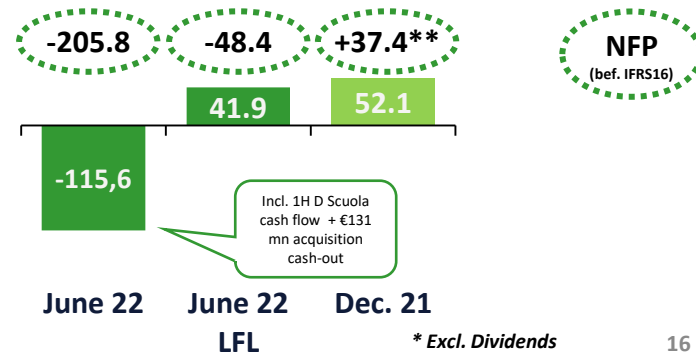 -205.8 -48.4 +37.4** NFP
(bef. IFRS16)
41.9 52.1
-115,6
Incl. 1H D Scuola
cash flow + €131
mn acquisition
cash-out
June 22 June 22 Dec. 21
LFL
* Excl. Dividends 16